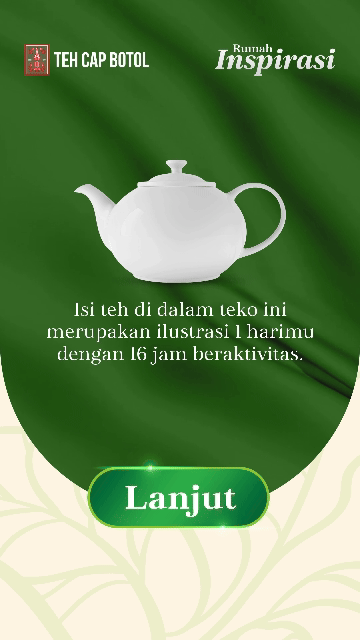 TEH CAP BOTOL
Rumah
Inspirasi
Isi teh di dalam teko ini
merupakan ilustrasi 1 harimu
dengan 16 jam beraktivitas.
Lanjut